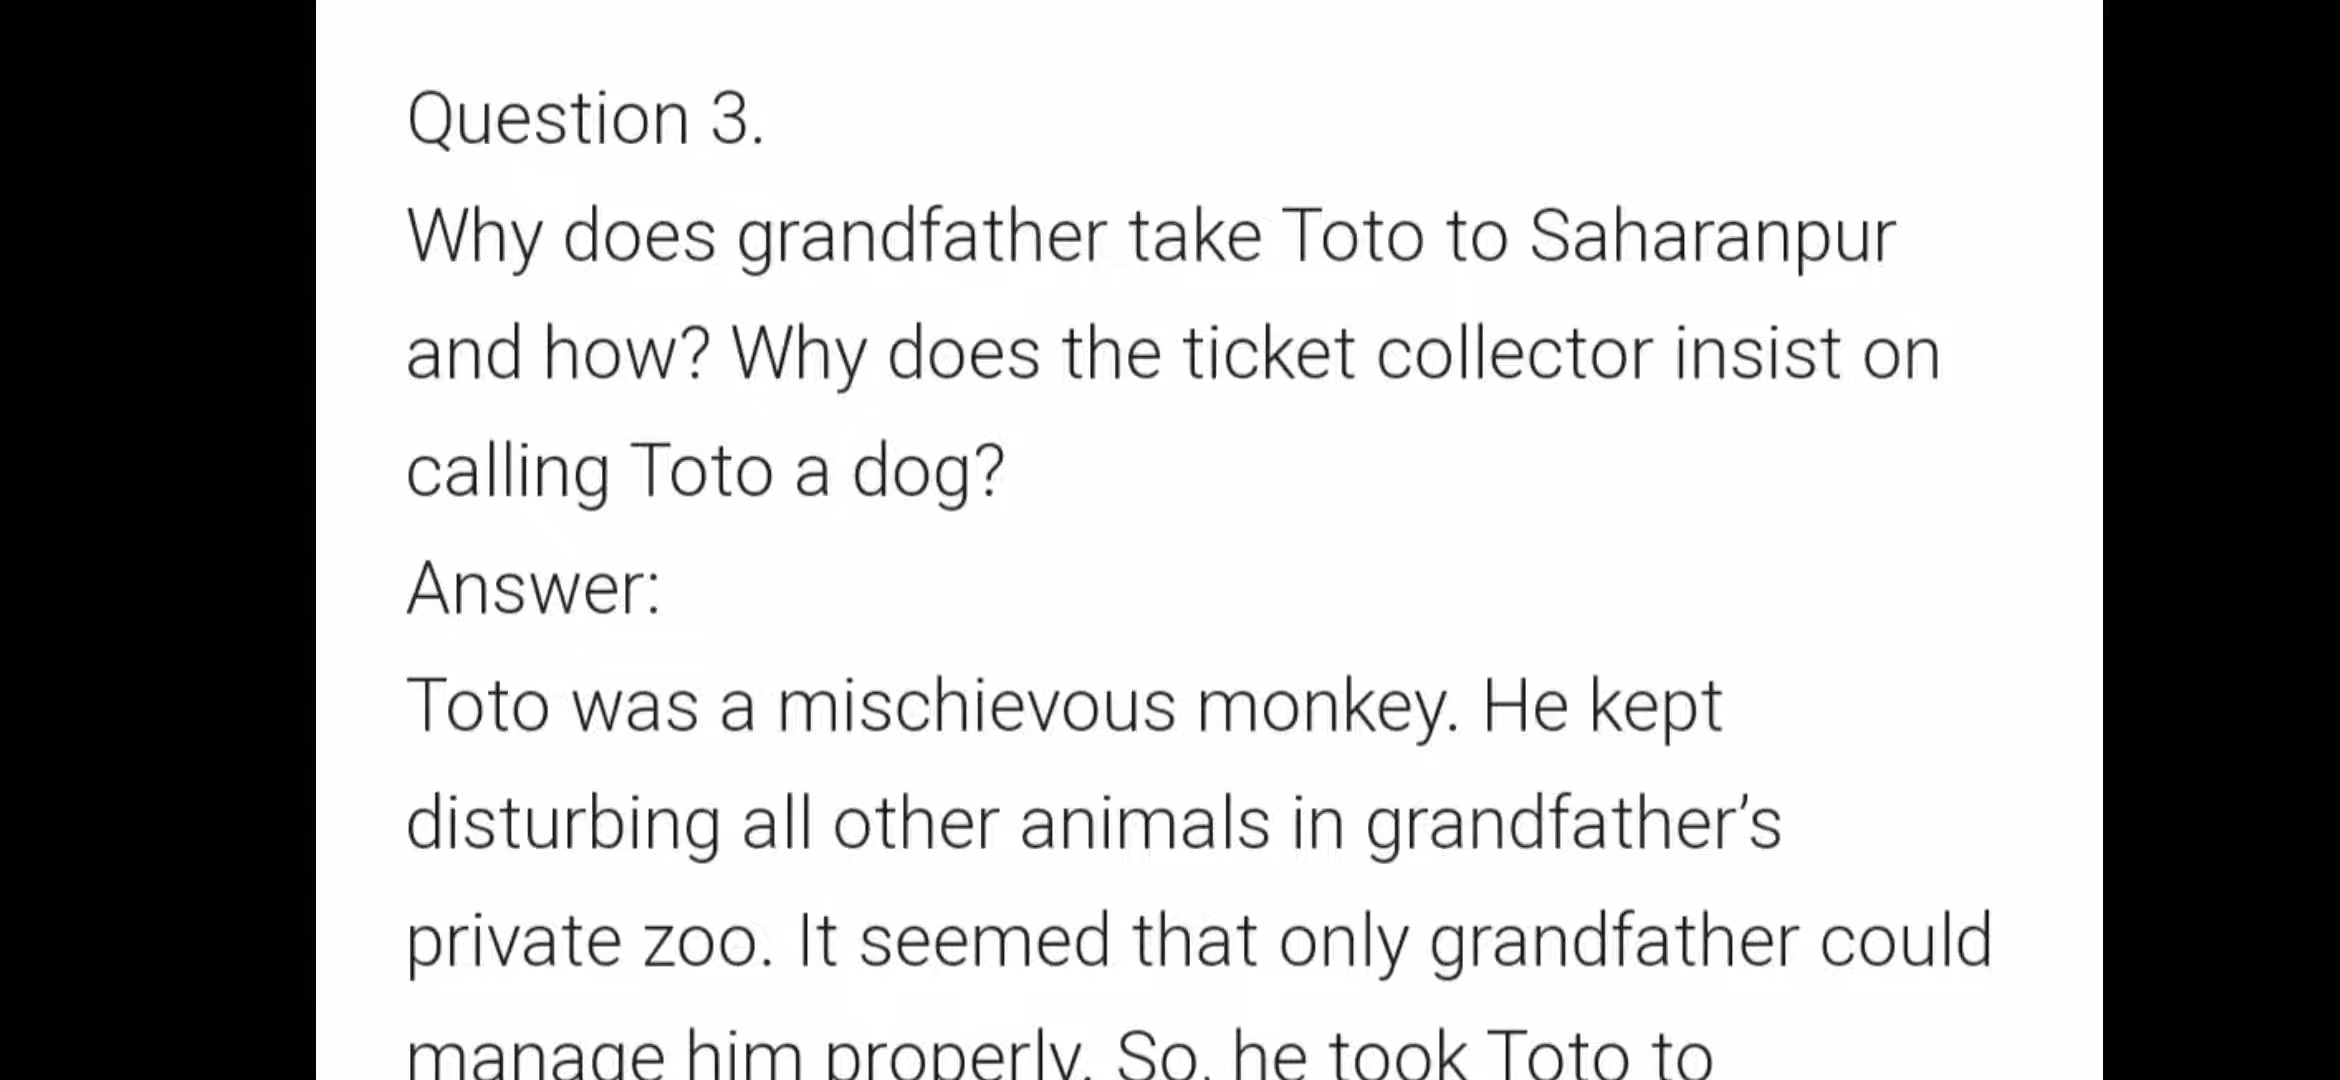 Question 3.
Why does grandfather take Toto to Saharanpur
and how? Why does the ticket collector insist on
calling Toto a dog?
Answer:
Toto was a mischievous monkey. He kept
disturbing all other animals in grandfather’s
private zoo. It seemed that only grandfather could
manage him properly. So, he took Toto to